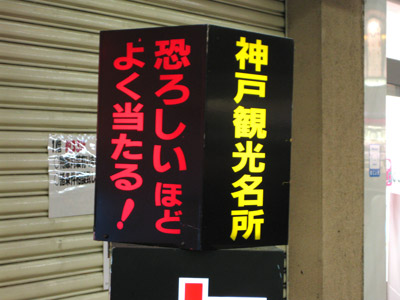 神戸観光名所
恐ろしいほど
よく当たる！